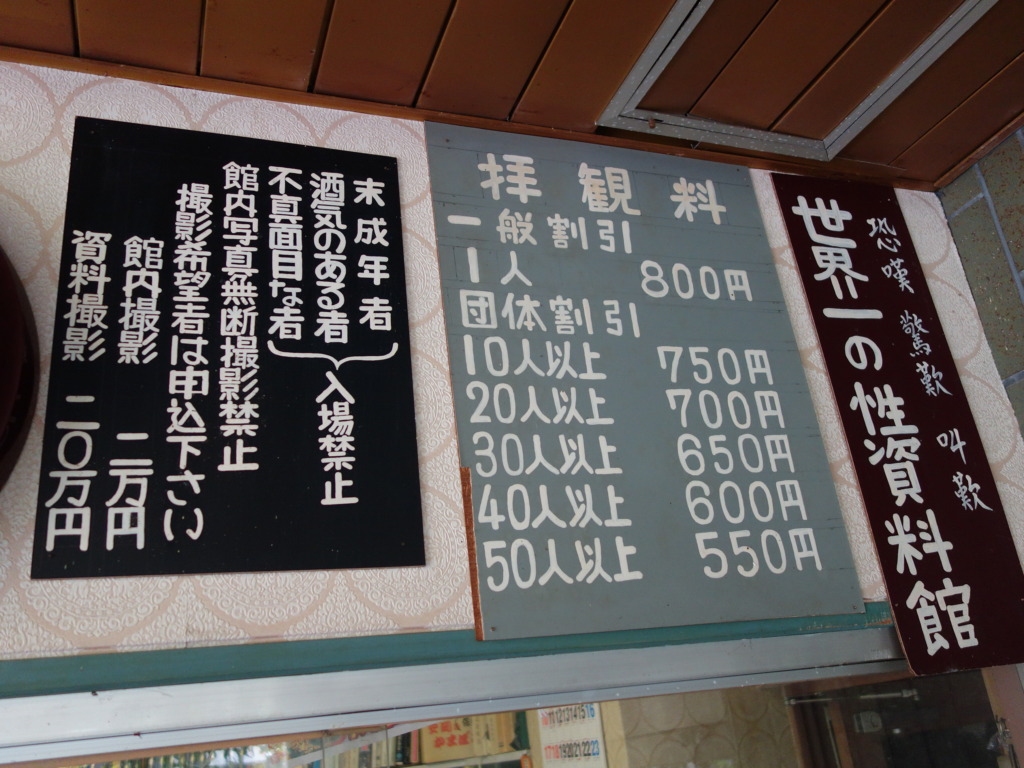 恐嘆 驚歎 叫歎
世界一の性資料館
拝観料
一般割引
1人 800円
団体割引
10人以上 750円
20人以上 700円
30人以上 650円
40人以上 600円
50人以上 550円
末成年者
酒気のある者
不真面目な者
入場禁止
館内写真無断撮影禁止
撮影希望者は申込下さい
館内撮影 二万円
資料撮影 二〇万円